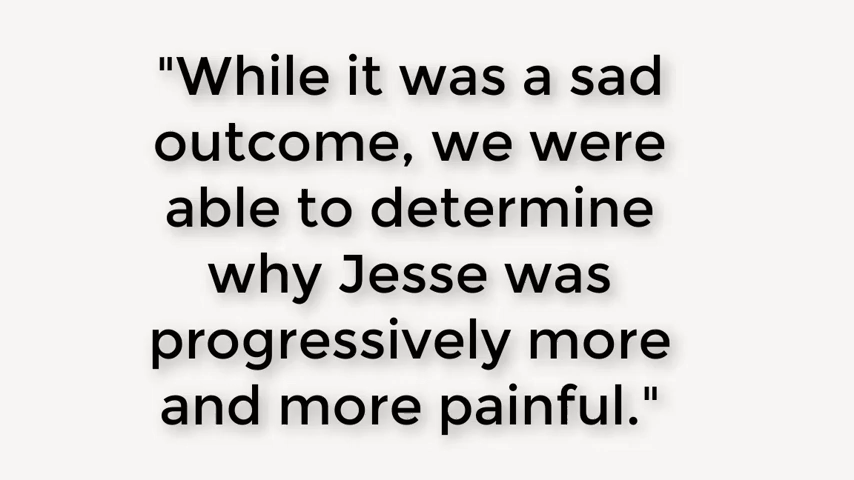 "While it was a sad
outcome, we were
able to determine
why Jesse was
progressively more
and more painful."